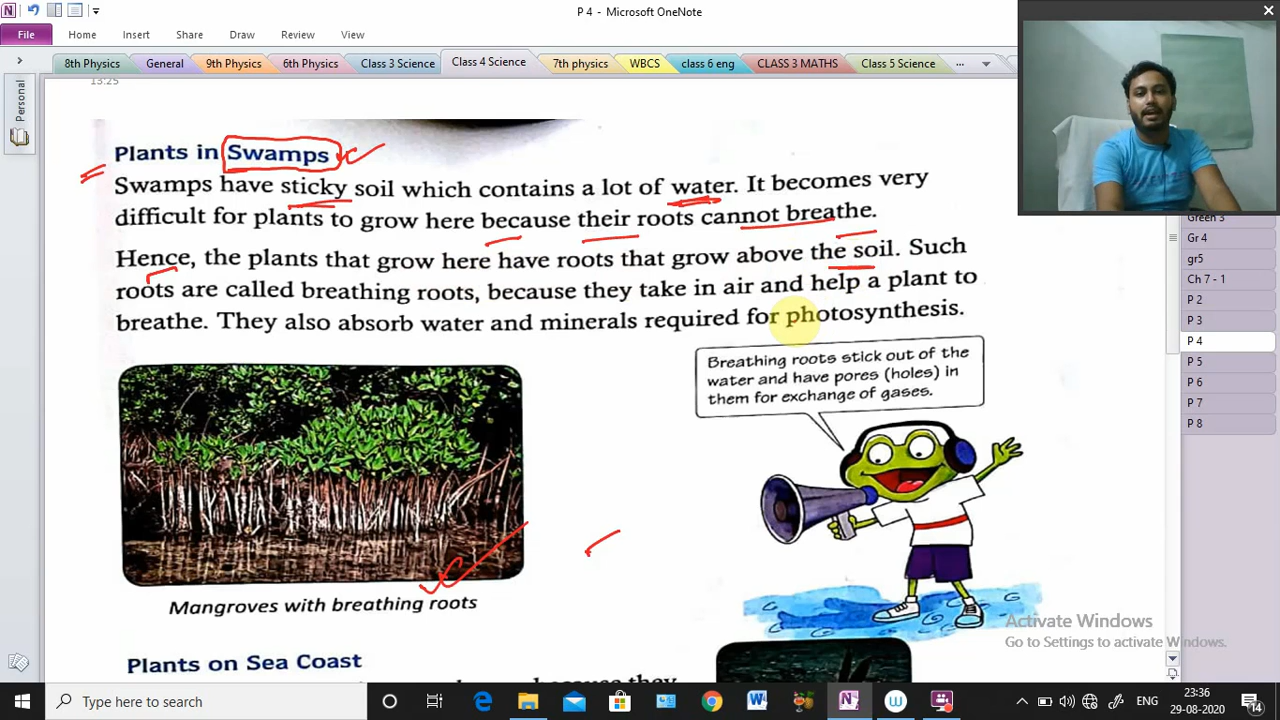 P 4 - Microsoft OneNote
File Home Insert Share Draw Review View
8th Physics General 9th Physics 6th Physics Class 3 Science Class 4 Science 7th physics WBCS class 6 eng CLASS 3 MATHS Class 5 Science ...
Personal
13:25
Plants in Swamps
Swamps have sticky soil which contains a lot of water. It becomes very
difficult for plants to grow here because their roots cannot breathe.
Hence, the plants that grow here have roots that grow above the soil. Such
roots are called breathing roots, because they take in air and help a plant to
breathe. They also absorb water and minerals required for photosynthesis.
Breathing roots stick out of the
water and have pores (holes) in
them for exchange of gases.
Mangroves with breathing roots
Plants on Sea Coast
Green 3
Gr 4
gr5
Ch 7 - 1
P 2
P 3
P 4
P 5
P 6
P 7
P 8
Activate Windows
Go to Settings to activate Windows.
Type here to search
ENG
23:36
29-08-2020
14